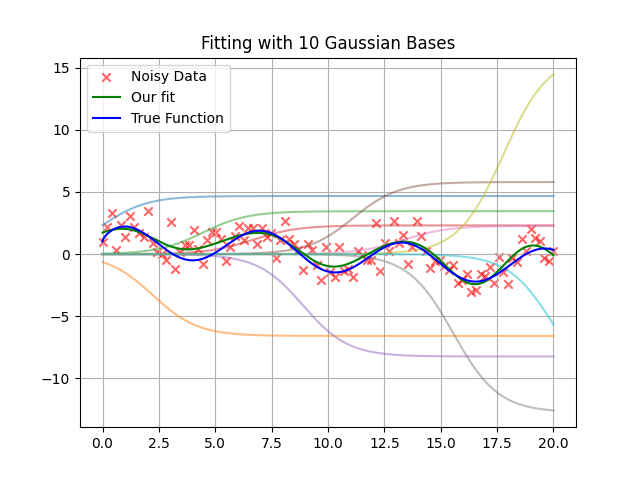 Fitting with 10 Gaussian Bases
Noisy Data
Our fit
True Function
15
10
5
0
−5
−10
0.0 2.5 5.0 7.5 10.0 12.5 15.0 17.5 20.0